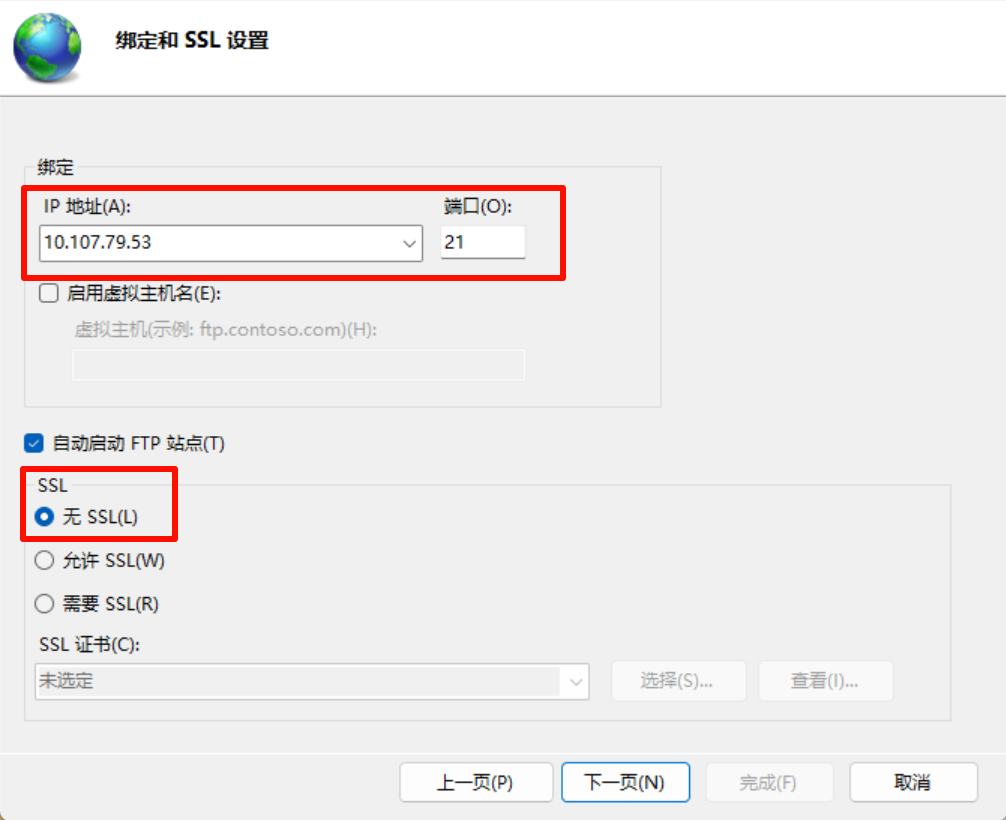 绑定和 SSL 设置
绑定
IP 地址(A): 端口(O):
10.107.79.53 21
启用虚拟主机名(E):
虚拟主机(示例: ftp.contoso.com)(H):
自动启动 FTP 站点(T)
SSL
无 SSL(L)
允许 SSL(W)
需要 SSL(R)
SSL 证书(C):
未选定 选择(S)... 查看(I)...
上一页(P) 下一页(N) 完成(F) 取消